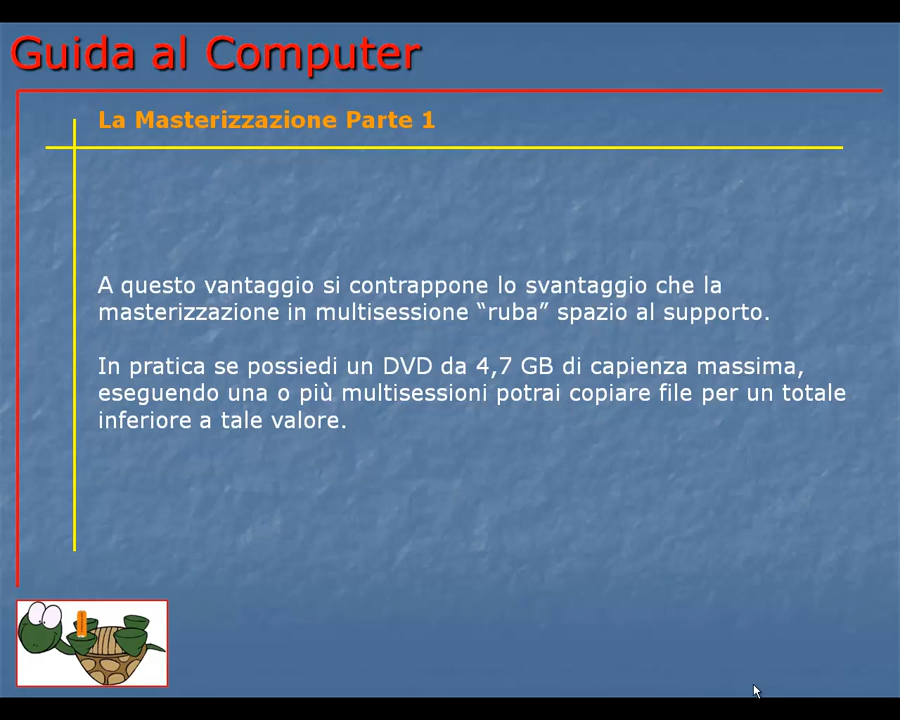 Guida al Computer
La Masterizzazione Parte 1
A questo vantaggio si contrappone lo svantaggio che la
masterizzazione in multisessione “ruba” spazio al supporto.
In pratica se possiedi un DVD da 4,7 GB di capienza massima,
eseguendo una o più multisessioni potrai copiare file per un totale
inferiore a tale valore.